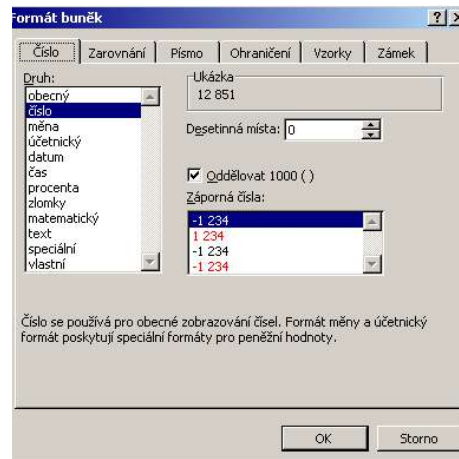 Formát buněk
Číslo Zarovnání Písmo Ohraničení Vzorky Zámek
Druh:
obecný
číslo
měna
účetnický
datum
čas
procenta
zlomky
matematický
text
speciální
vlastní
Ukázka
12 851
Desetinná místa: 0
Oddělovat 1000 ( )
Záporná čísla:
-1 234
1 234
-1 234
-1 234
Číslo se používá pro obecné zobrazování čísel. Formát měny a účetnický
formát poskytují speciální formáty pro peněžní hodnoty.
OK Storno